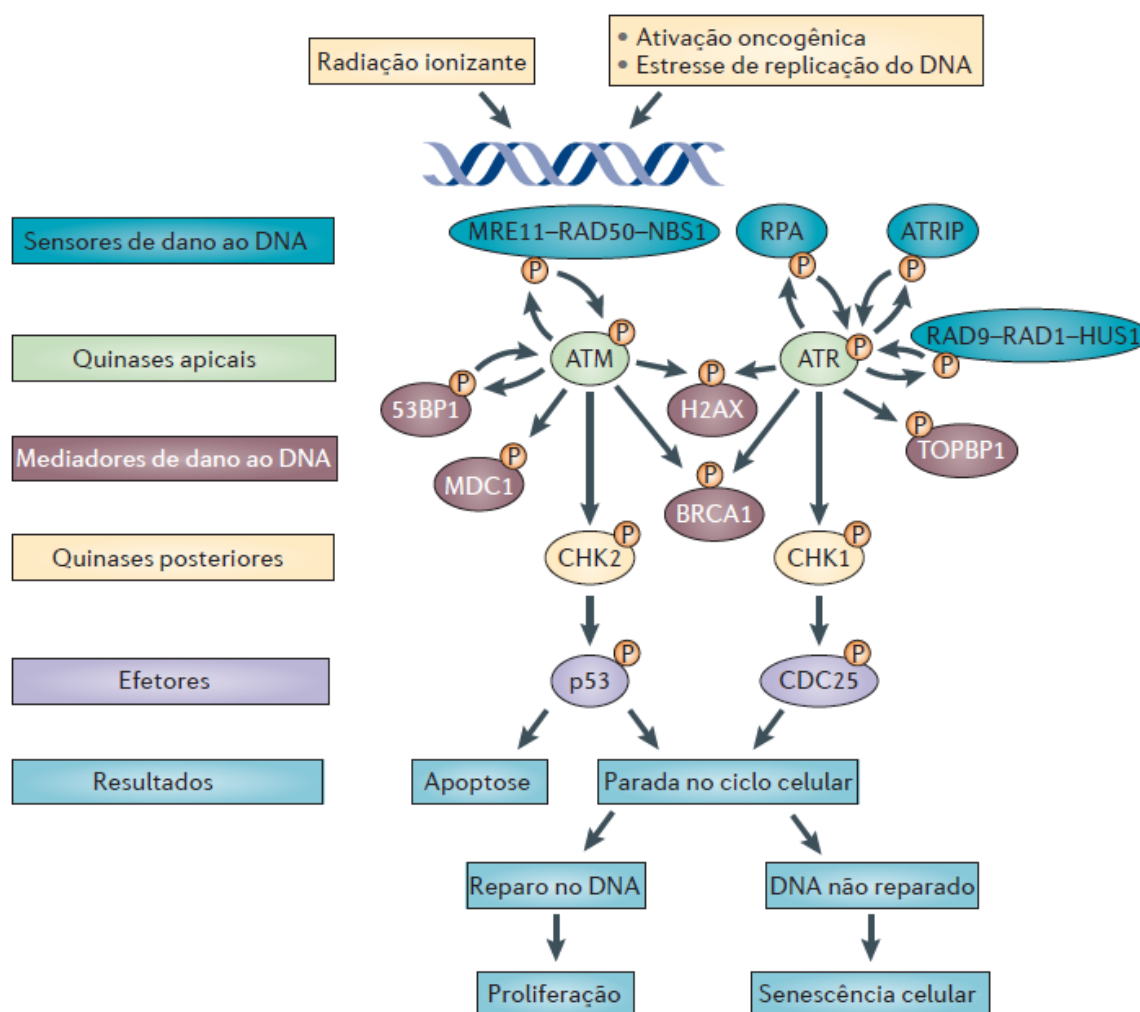 Radiação ionizante
• Ativação oncogênica
• Estresse de replicação do DNA
Sensores de dano ao DNA
MRE11–RAD50–NBS1
RPA
ATRIP
P
P
P
RAD9–RAD1–HUS1
Quinases apicais
ATM
P
ATR
P
P
53BP1
P
H2AX
P
Mediadores de dano ao DNA
MDC1
P
BRCA1
P
TOPBP1
P
Quinases posteriores
CHK2
P
CHK1
P
Efetores
p53
P
CDC25
P
Resultados
Apoptose
Parada no ciclo celular
Reparo no DNA
DNA não reparado
Proliferação
Senescência celular